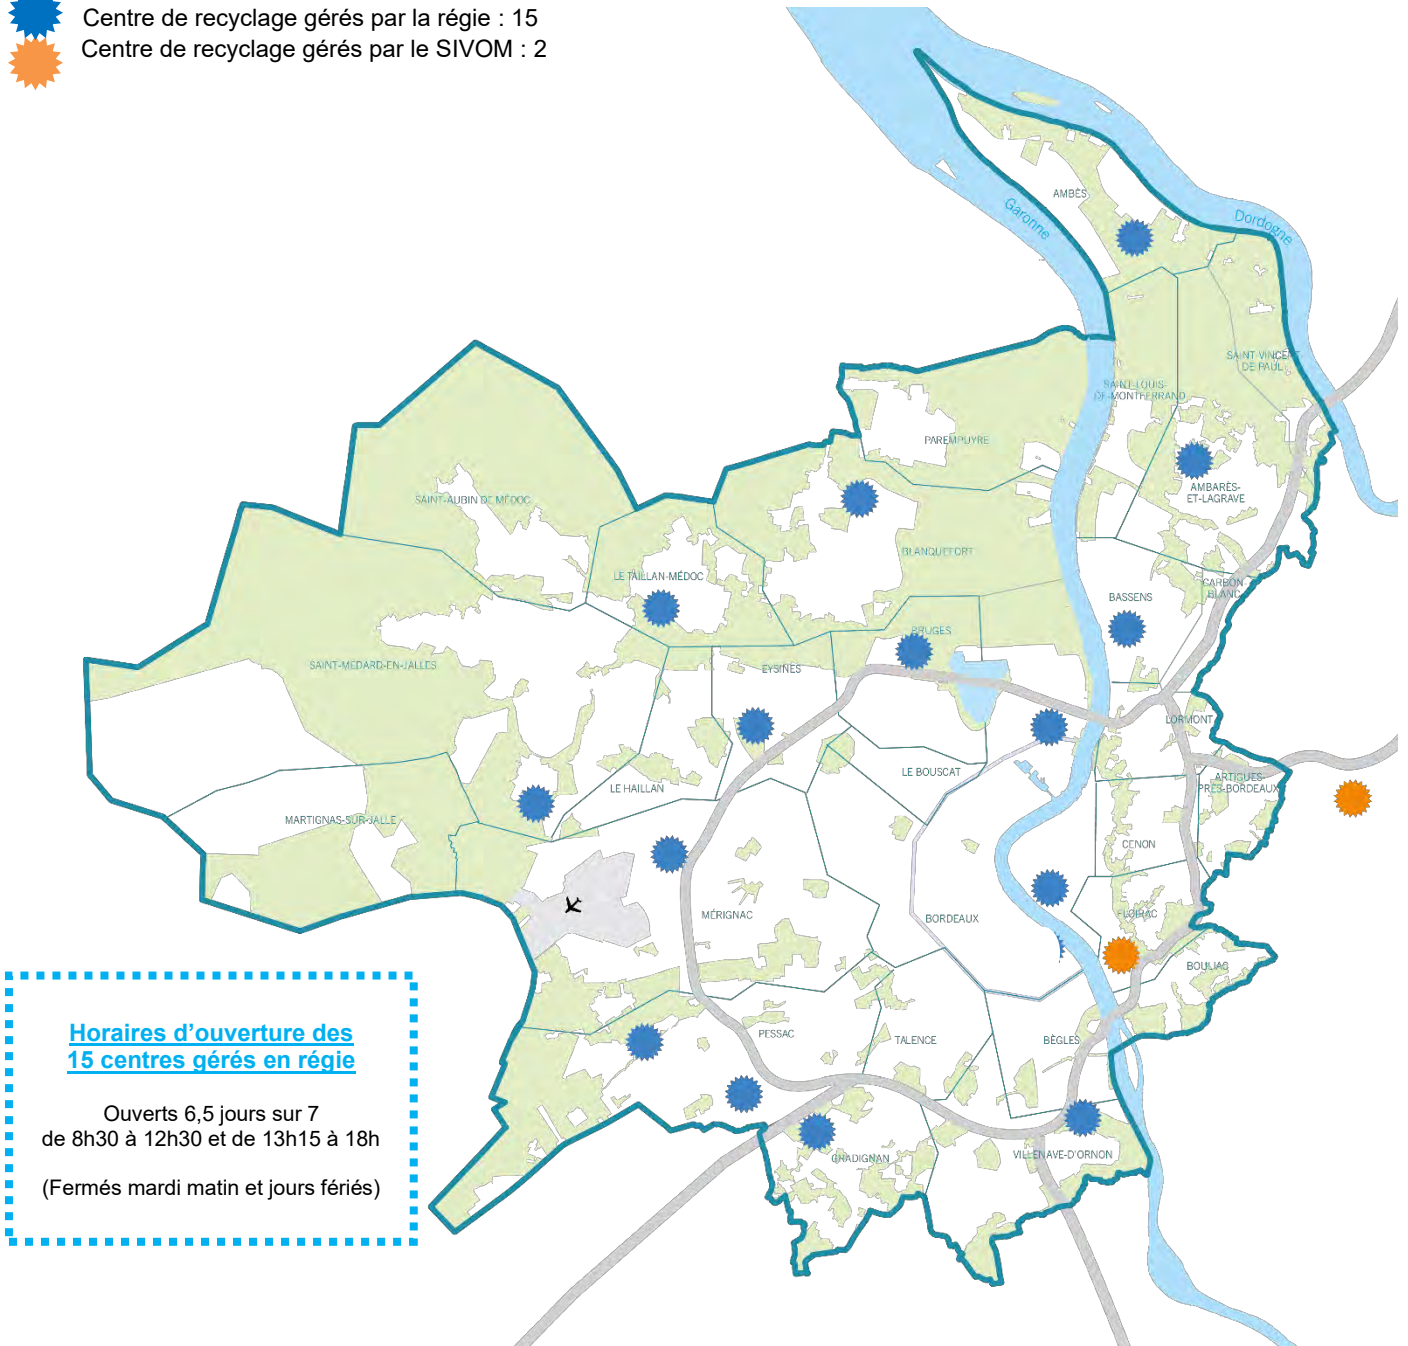 Centre de recyclage gérés par la régie : 15
Centre de recyclage gérés par le SIVOM : 2
AMBÈS
Garonne
Dordogne
SAINT-VINCENT
DE PAUL
SAINT-LOUIS-
DE-MONTFERRAND
PAREMPUYRE
AMBARÈS-
ET-LAGRAVE
SAINT-AUBIN DE MÉDOC
BLANQUEFORT
LE TAILLAN-MÉDOC
CARBON
BLANC
BASSENS
BRUGES
SAINT-MÉDARD-EN-JALLES
EYSINES
LORMONT
LE BOUSCAT
ARTIGUES-
PRÈS-BORDEAUX
LE HAILLAN
MARTIGNAS-SUR-JALLE
CENON
MÉRIGNAC
BORDEAUX
FLOIRAC
BOULIAC
PESSAC
TALENCE
BÈGLES
GRADIGNAN
VILLENAVE-D'ORNON
Horaires d’ouverture des
15 centres gérés en régie
Ouverts 6,5 jours sur 7
de 8h30 à 12h30 et de 13h15 à 18h
(Fermés mardi matin et jours fériés)